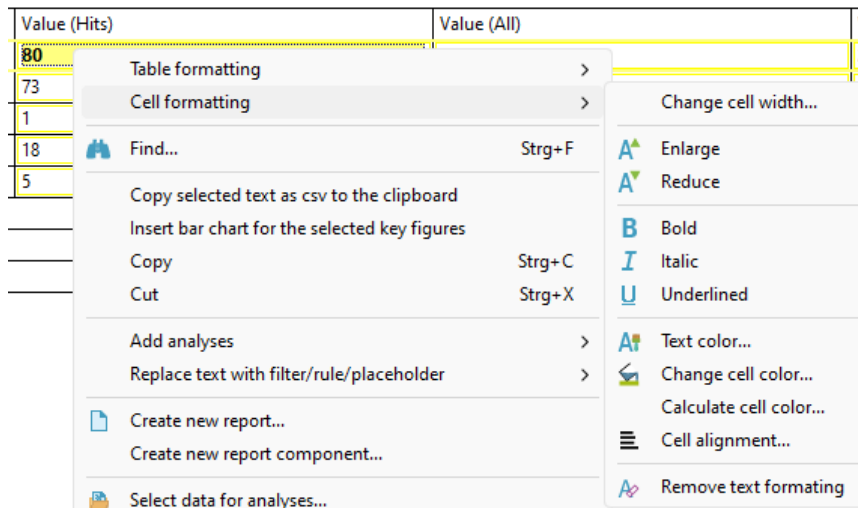 Value (Hits) Value (All)
80
73
1
18
5
Table formatting
Cell formatting
Find... Strg+F
Copy selected text as csv to the clipboard
Insert bar chart for the selected key figures
Copy Strg+C
Cut Strg+X
Add analyses
Replace text with filter/rule/placeholder
Create new report...
Create new report component...
Select data for analyses...
Change cell width...
Enlarge
Reduce
B Bold
I Italic
U Underlined
Text color...
Change cell color...
Calculate cell color...
Cell alignment...
Remove text formating